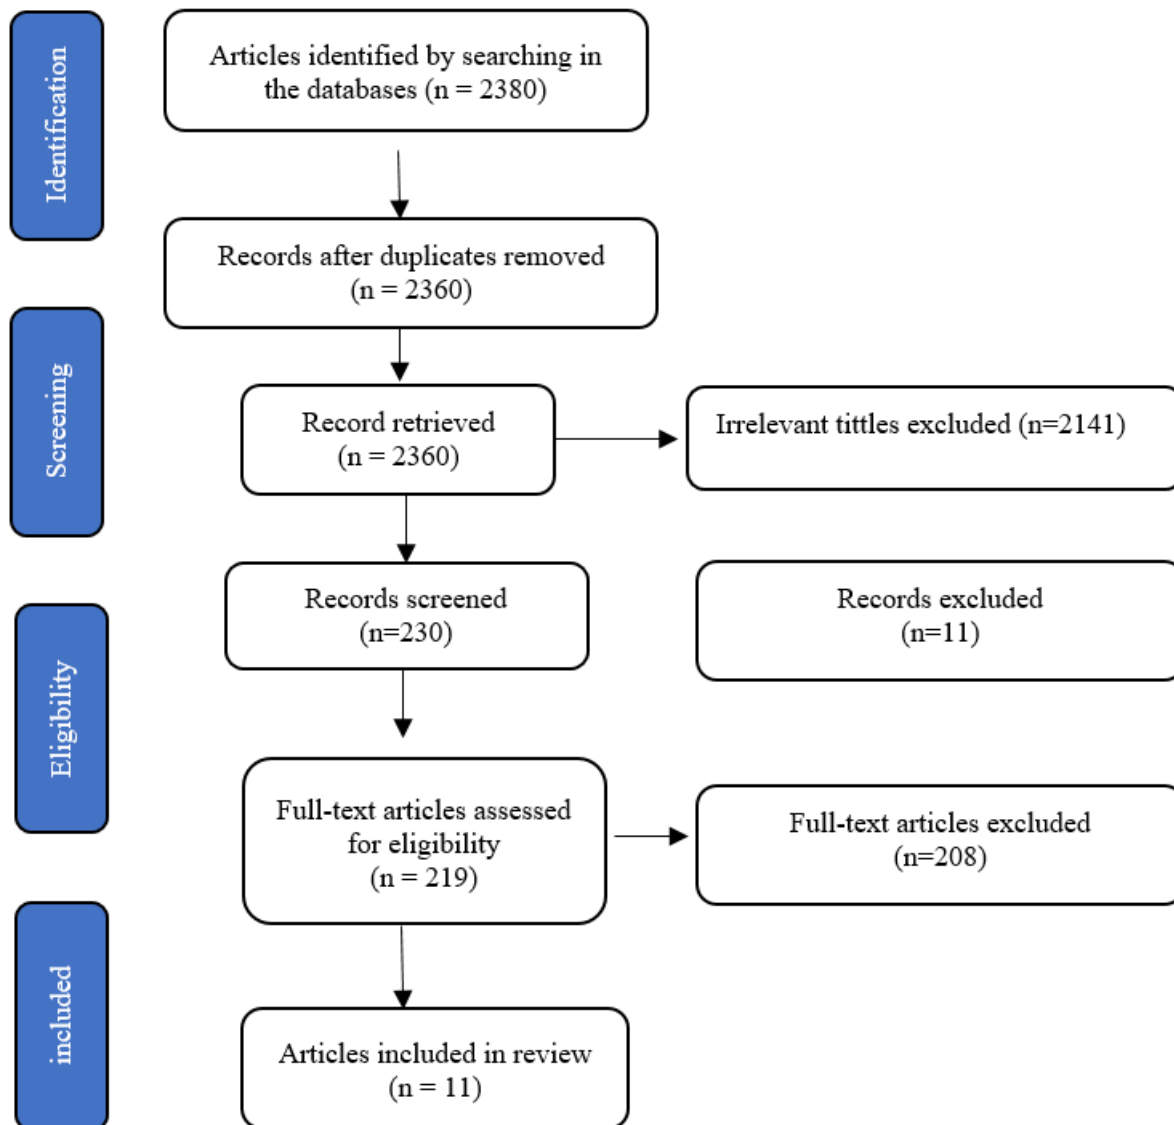 Identification
Articles identified by searching in
the databases (n = 2380)
Records after duplicates removed
(n = 2360)
Screening
Record retrieved
(n = 2360)
Irrelevant tittles excluded (n=2141)
Records screened
(n=230)
Records excluded
(n=11)
Eligibility
Full-text articles assessed
for eligibility
(n = 219)
Full-text articles excluded
(n=208)
included
Articles included in review
(n = 11)